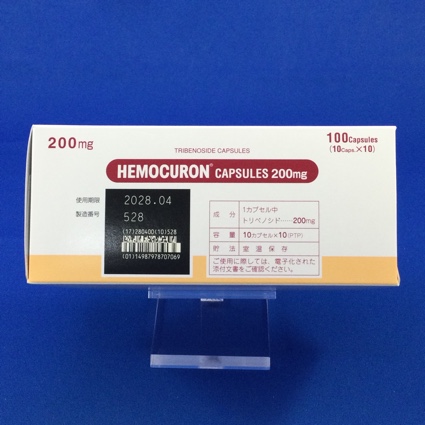 200mg
TRIBENOSIDE CAPSULES
100Capsules
(10Caps.×10)
HEMOCURON® CAPSULES 200mg
使用期限 2028.04
製造番号 528
(17)280400(10)528
(01)14987978707069
成分 1カプセル中
トリベノシド……200mg
容量 10カプセル×10(PTP)
貯法 室温保存
ご使用に際しては、電子化された
添付文書をご確認ください。